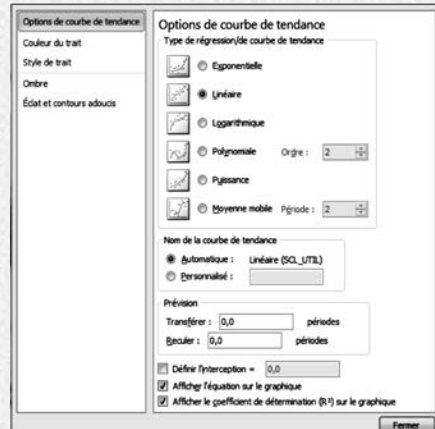 Options de courbe de tendance
Couleur du trait
Style de trait
Ombre
Éclat et contours adoucis
Options de courbe de tendance
Type de régression/de courbe de tendance
Exponentielle
Linéaire
Logarithmique
Polynomiale Ordre : 2
Puissance
Moyenne mobile Période : 2
Nom de la courbe de tendance
Automatique : Linéaire (SCL_UTIL)
Personnalisé :
Prévision
Transférer : 0,0 périodes
Reculer : 0,0 périodes
Définir l'interception = 0,0
Afficher l'équation sur le graphique
Afficher le coefficient de détermination (R²) sur le graphique
Fermer